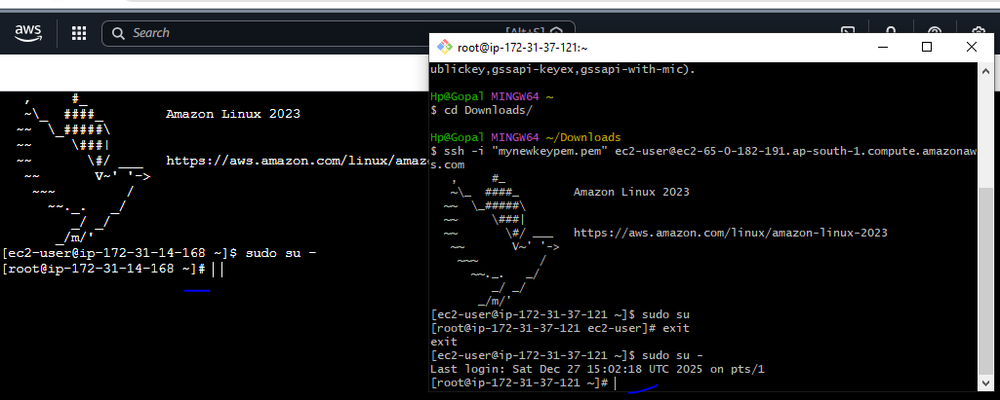 aws
Search
[Alt+S]
root@ip-172-31-37-121:~
ublickey,gssapi-keyex,gssapi-with-mic).
Hp@Gopal MINGW64 ~
$ cd Downloads/
Hp@Gopal MINGW64 ~/Downloads
$ ssh -i "mynewkeypem.pem" ec2-user@ec2-65-0-182-191.ap-south-1.compute.amazonaw
s.com
   ,     #_
   ~\_  ####_        Amazon Linux 2023
  ~~  \_#####\
  ~~     \###|
  ~~       \#/ ___   https://aws.amazon.com/linux/amazon-linux-2023
   ~~       V~' '->
    ~~~         /
      ~~._.   _/
         _/ _/
       _/m/'
[ec2-user@ip-172-31-37-121 ~]$ sudo su
[root@ip-172-31-37-121 ec2-user]# exit
exit
[ec2-user@ip-172-31-37-121 ~]$ sudo su -
Last login: Sat Dec 27 15:02:18 UTC 2025 on pts/1
[root@ip-172-31-37-121 ~]#
   ,     #_
   ~\_  ####_        Amazon Linux 2023
  ~~  \_#####\
  ~~     \###|
  ~~       \#/ ___   https://aws.amazon.com/linux/amaz
   ~~       V~' '->
    ~~~         /
      ~~._.   _/
         _/ _/
       _/m/'
[ec2-user@ip-172-31-14-168 ~]$ sudo su -
[root@ip-172-31-14-168 ~]#